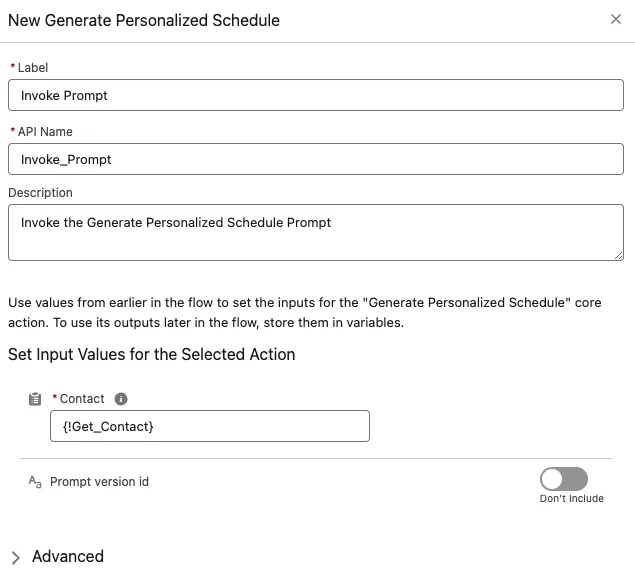 New Generate Personalized Schedule
* Label
Invoke Prompt
* API Name
Invoke_Prompt
Description
Invoke the Generate Personalized Schedule Prompt
Use values from earlier in the flow to set the inputs for the "Generate Personalized Schedule" core
action. To use its outputs later in the flow, store them in variables.
Set Input Values for the Selected Action
* Contact
{!Get_Contact}
Aa Prompt version id
Don't Include
Advanced